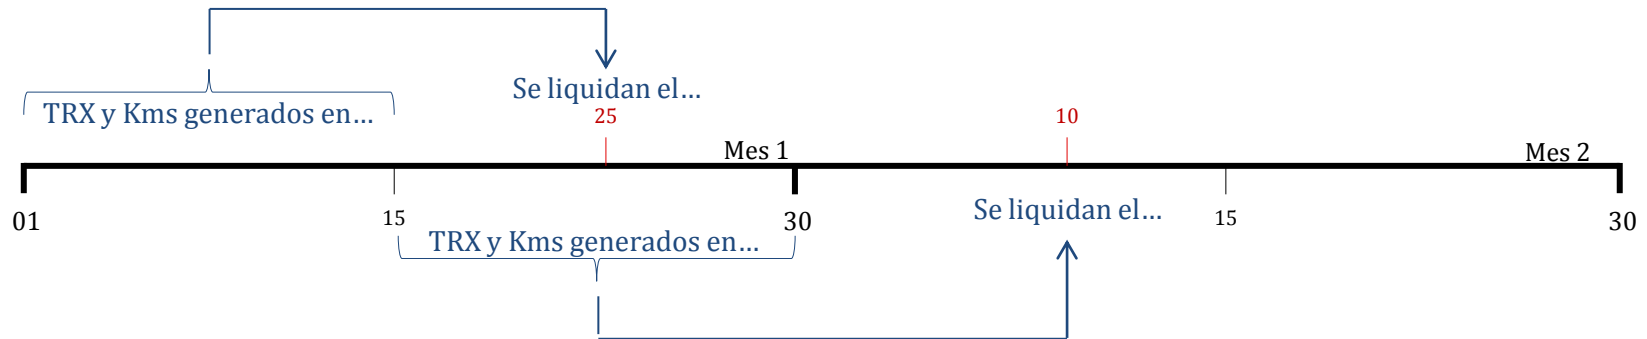 Se liquidan el…
TRX y Kms generados en…
25
10
Mes 1
Mes 2
01
15
30
Se liquidan el…
15
30
TRX y Kms generados en…